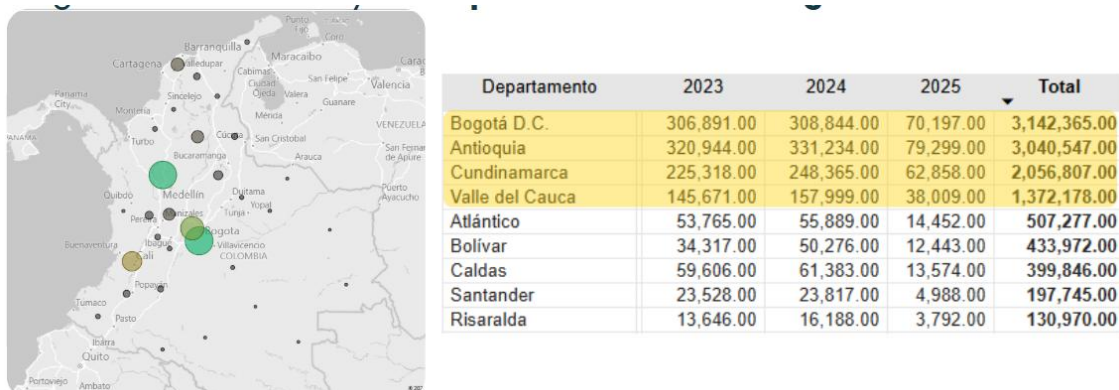 Punto
Fijo
Coro
Barranquilla
Maracaibo
Cartagena
Valledupar
Cabimas
Ciudad
Ojeda
San Felipe
Valencia
Valera
Guanare
Panama
City
Sincelejo
Montería
Mérida
VENEZUELA
PANAMA
Turbo
Cúcuta
San Cristobal
Bucaramanga
Arauca
San Fernan
de Apure
Quibdó
Medellín
Duitama
Yopal
Puerto
Ayacucho
Pereira
Manizales
Tunja
Bogota
Ibagué
Villavicencio
Buenaventura
COLOMBIA
Cali
Popayán
Tumaco
Pasto
Ibarra
Quito
Portoviejo
Ambato
Departamento 2023 2024 2025 Total
Bogotá D.C. 306,891.00 308,844.00 70,197.00 3,142,365.00
Antioquia 320,944.00 331,234.00 79,299.00 3,040,547.00
Cundinamarca 225,318.00 248,365.00 62,858.00 2,056,807.00
Valle del Cauca 145,671.00 157,999.00 38,009.00 1,372,178.00
Atlántico 53,765.00 55,889.00 14,452.00 507,277.00
Bolívar 34,317.00 50,276.00 12,443.00 433,972.00
Caldas 59,606.00 61,383.00 13,574.00 399,846.00
Santander 23,528.00 23,817.00 4,988.00 197,745.00
Risaralda 13,646.00 16,188.00 3,792.00 130,970.00